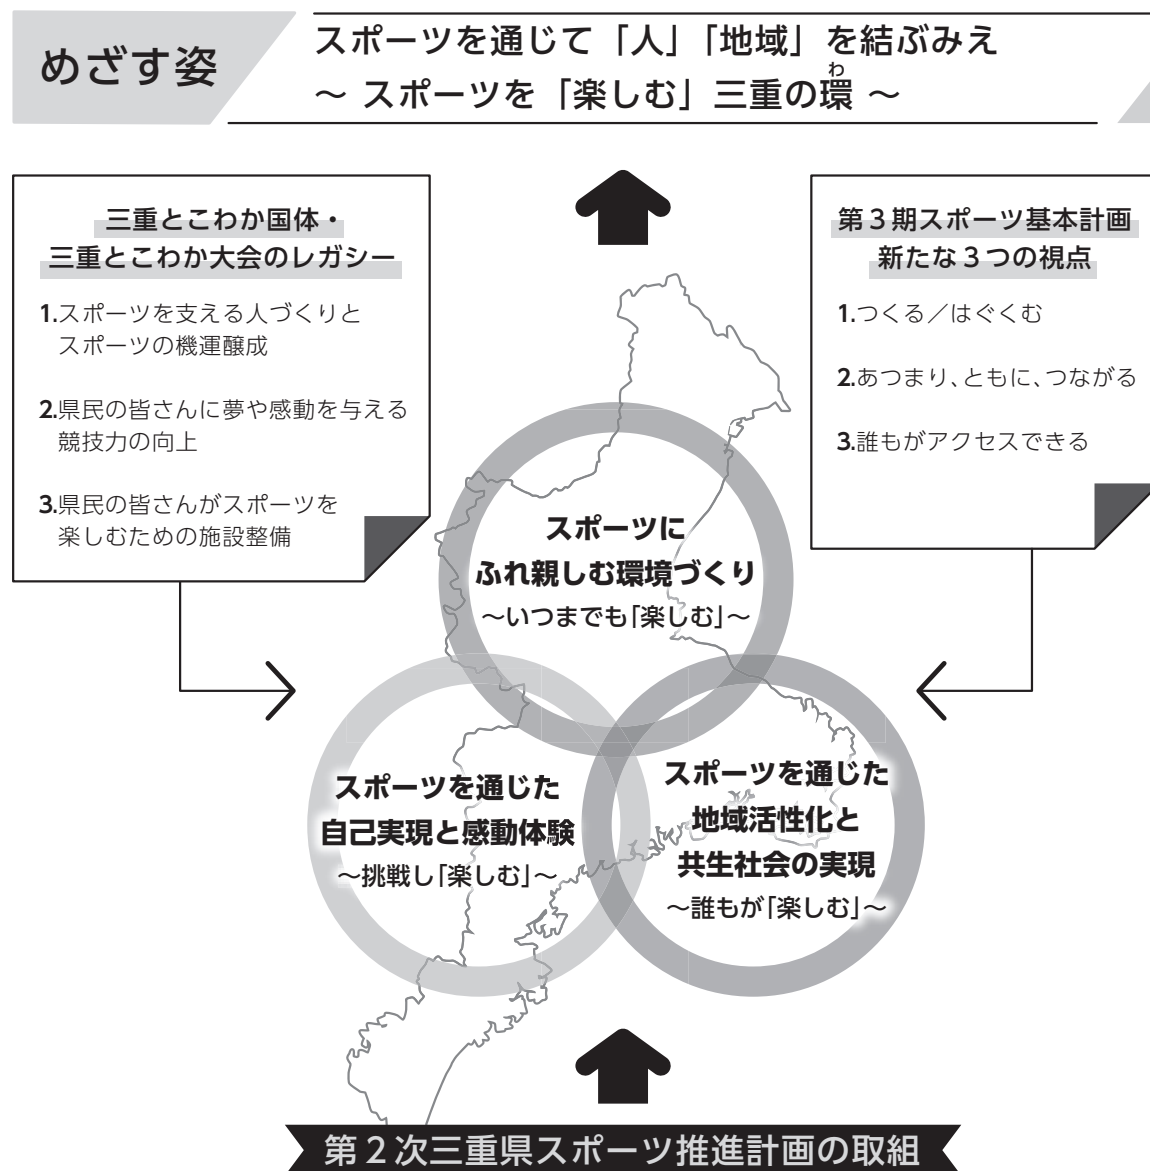 めざす姿
スポーツを通じて「人」「地域」を結ぶみえ
～ スポーツを「楽しむ」三重の環 ～
わ
三重とこわか国体・
三重とこわか大会のレガシー
1.スポーツを支える人づくりと
スポーツの機運醸成
2.県民の皆さんに夢や感動を与える
競技力の向上
3.県民の皆さんがスポーツを
楽しむための施設整備
第３期スポーツ基本計画
新たな３つの視点
1.つくる／はぐくむ
2.あつまり、ともに、つながる
3.誰もがアクセスできる
スポーツに
ふれ親しむ環境づくり
～いつまでも「楽しむ」～
スポーツを通じた
自己実現と感動体験
～挑戦し「楽しむ」～
スポーツを通じた
地域活性化と
共生社会の実現
～誰もが「楽しむ」～
第２次三重県スポーツ推進計画の取組